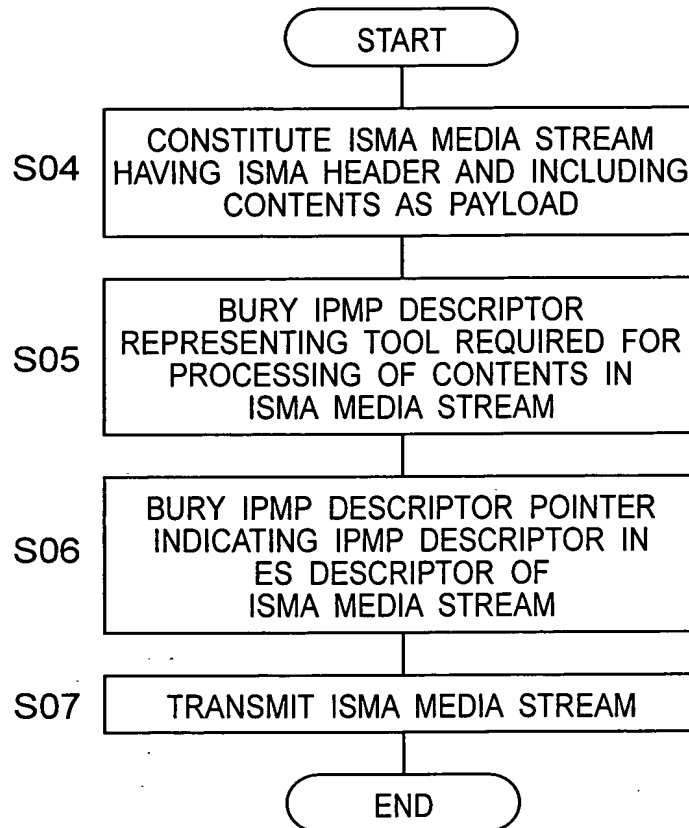 START
S04
CONSTITUTE ISMA MEDIA STREAM
HAVING ISMA HEADER AND INCLUDING
CONTENTS AS PAYLOAD
S05
BURY IPMP DESCRIPTOR
REPRESENTING TOOL REQUIRED FOR
PROCESSING OF CONTENTS IN
ISMA MEDIA STREAM
S06
BURY IPMP DESCRIPTOR POINTER
INDICATING IPMP DESCRIPTOR IN
ES DESCRIPTOR OF
ISMA MEDIA STREAM
S07
TRANSMIT ISMA MEDIA STREAM
END